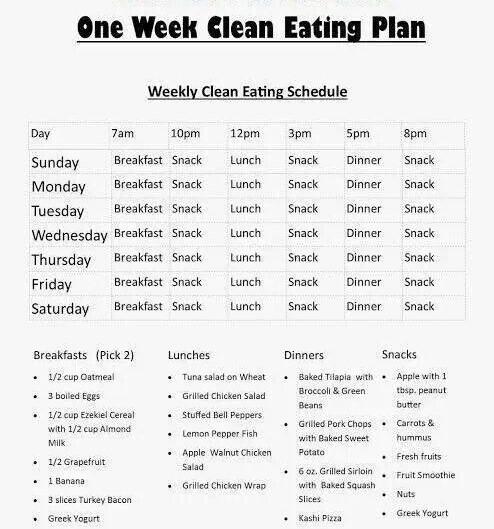 One Week Clean Eating Plan
Weekly Clean Eating Schedule
Day 7am 10pm 12pm 3pm 5pm 8pm
Sunday Breakfast Snack Lunch Snack Dinner Snack
Monday Breakfast Snack Lunch Snack Dinner Snack
Tuesday Breakfast Snack Lunch Snack Dinner Snack
Wednesday Breakfast Snack Lunch Snack Dinner Snack
Thursday Breakfast Snack Lunch Snack Dinner Snack
Friday Breakfast Snack Lunch Snack Dinner Snack
Saturday Breakfast Snack Lunch Snack Dinner Snack
Breakfasts (Pick 2)
• 1/2 cup Oatmeal
• 3 boiled Eggs
• 1/2 cup Ezekiel Cereal
with 1/2 cup Almond
Milk
• 1/2 Grapefruit
• 1 Banana
• 3 slices Turkey Bacon
• Greek Yogurt
Lunches
• Tuna salad on Wheat
• Grilled Chicken Salad
• Stuffed Bell Peppers
• Lemon Pepper Fish
• Apple Walnut Chicken
Salad
• Grilled Chicken Wrap
Dinners
• Baked Tilapia with
Broccoli & Green
Beans
• Grilled Pork Chops
with Baked Sweet
Potato
• 6 oz. Grilled Sirloin
with Baked Squash
Slices
• Kashi Pizza
Snacks
• Apple with 1
tbsp. peanut
butter
• Carrots &
hummus
• Fresh fruits
• Fruit Smoothie
• Nuts
• Greek Yogurt